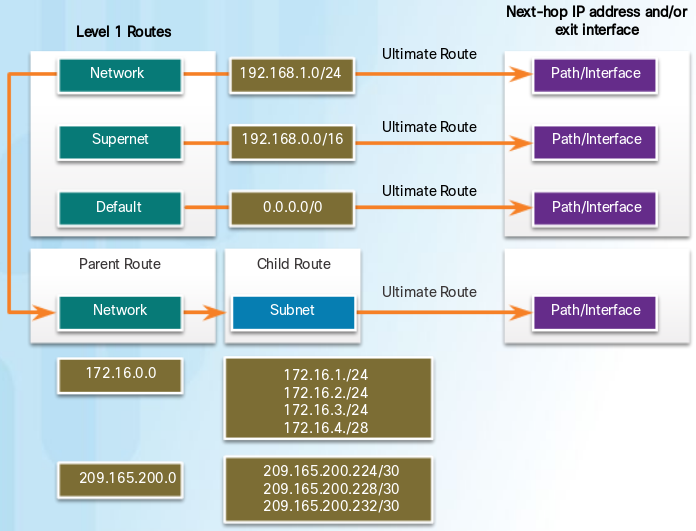 Level 1 Routes
Next-hop IP address and/or
exit interface
Network
192.168.1.0/24
Ultimate Route
Path/Interface
Supernet
192.168.0.0/16
Ultimate Route
Path/Interface
Default
0.0.0.0/0
Ultimate Route
Path/Interface
Parent Route
Child Route
Network
Subnet
Ultimate Route
Path/Interface
172.16.0.0
172.16.1./24
172.16.2./24
172.16.3./24
172.16.4./28
209.165.200.0
209.165.200.224/30
209.165.200.228/30
209.165.200.232/30